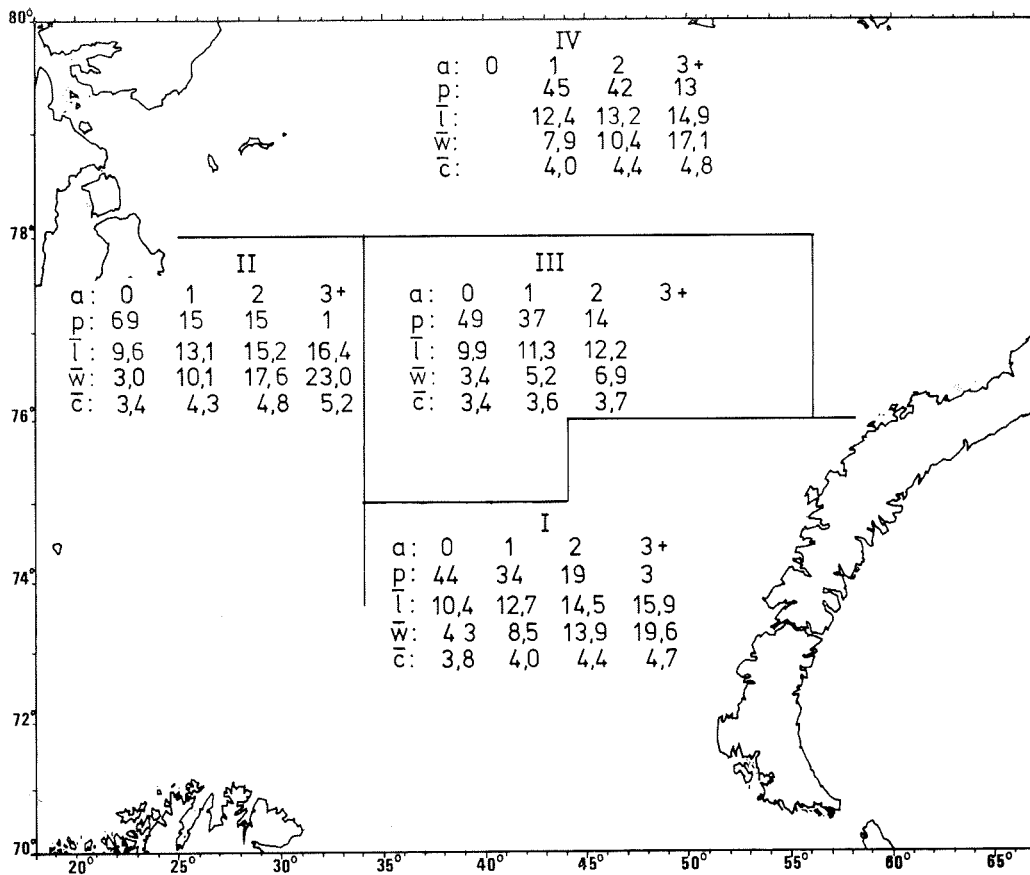 80°
IV
a: 0 1 2 3+
p: 45 42 13
l̅: 12,4 13,2 14,9
w̅: 7,9 10,4 17,1
c̅: 4,0 4,4 4,8
78°
II
a: 0 1 2 3+
p: 69 15 15 1
l̅: 9,6 13,1 15,2 16,4
w̅: 3,0 10,1 17,6 23,0
c̅: 3,4 4,3 4,8 5,2
III
a: 0 1 2 3+
p: 49 37 14
l̅: 9,9 11,3 12,2
w̅: 3,4 5,2 6,9
c̅: 3,4 3,6 3,7
76°
I
a: 0 1 2 3+
p: 44 34 19 3
l̅: 10,4 12,7 14,5 15,9
w̅: 4 3 8,5 13,9 19,6
c̅: 3,8 4,0 4,4 4,7
74°
72°
70°
20° 25° 30° 35° 40° 45° 50° 55° 60° 65°